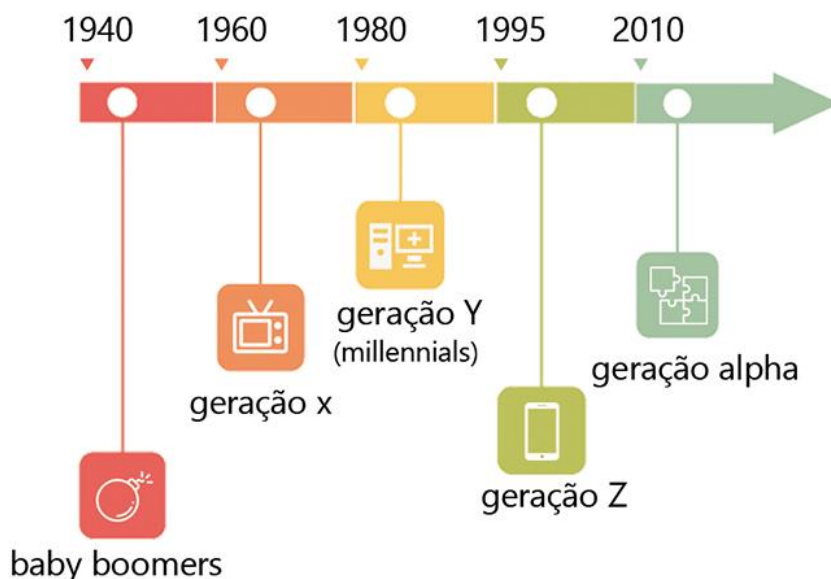 1940 1960 1980 1995 2010
geração Y
(millennials)
geração alpha
geração x
geração Z
baby boomers